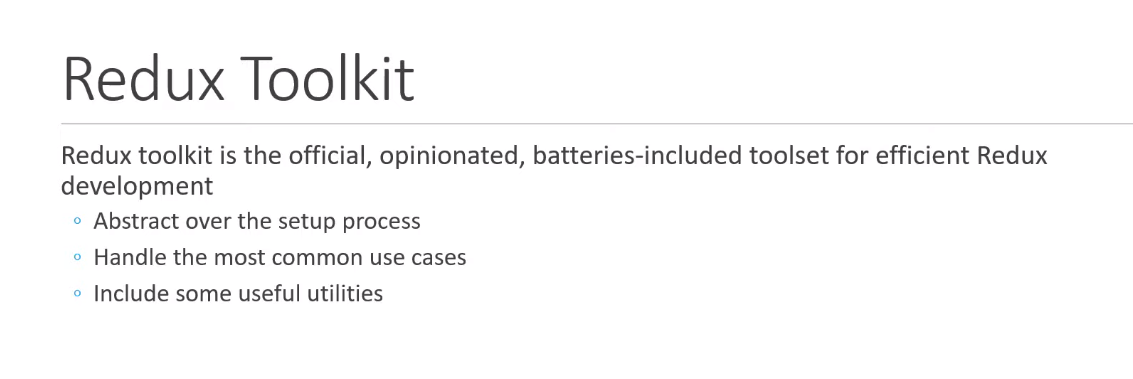 Redux Toolkit
Redux toolkit is the official, opinionated, batteries-included toolset for efficient Redux
development
Abstract over the setup process
Handle the most common use cases
Include some useful utilities